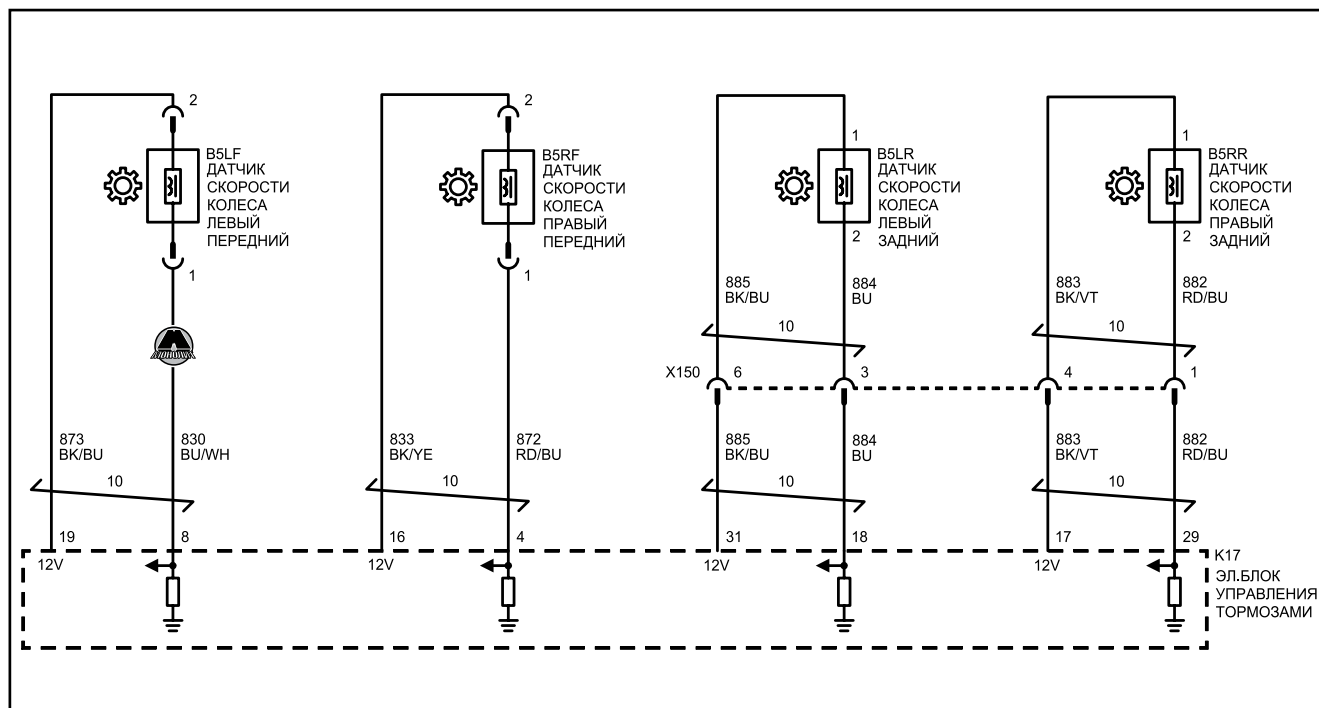 2
B5LF
ДАТЧИК
СКОРОСТИ
КОЛЕСА
ЛЕВЫЙ
ПЕРЕДНИЙ
1
2
B5RF
ДАТЧИК
СКОРОСТИ
КОЛЕСА
ПРАВЫЙ
ПЕРЕДНИЙ
1
1
B5LR
ДАТЧИК
СКОРОСТИ
КОЛЕСА
ЛЕВЫЙ
ЗАДНИЙ
2
1
B5RR
ДАТЧИК
СКОРОСТИ
КОЛЕСА
ПРАВЫЙ
ЗАДНИЙ
2
885
BK/BU
884
BU
883
BK/VT
882
RD/BU
10
10
X150
6
3
4
1
873
BK/BU
830
BU/WH
833
BK/YE
872
RD/BU
885
BK/BU
884
BU
883
BK/VT
882
RD/BU
10
10
10
10
19
8
16
4
31
18
17
29
12V
12V
12V
12V
K17
ЭЛ.БЛОК
УПРАВЛЕНИЯ
ТОРМОЗАМИ